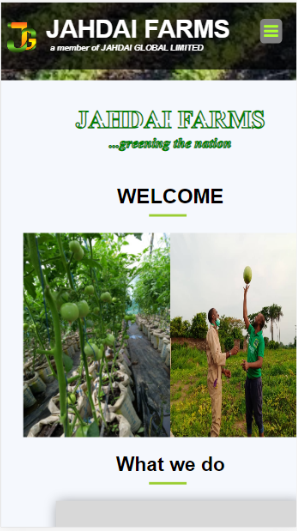 JG
JAHDAI FARMS
a member of JAHDAI GLOBAL LIMITED
JAHDAI FARMS
...greening the nation
WELCOME
What we do